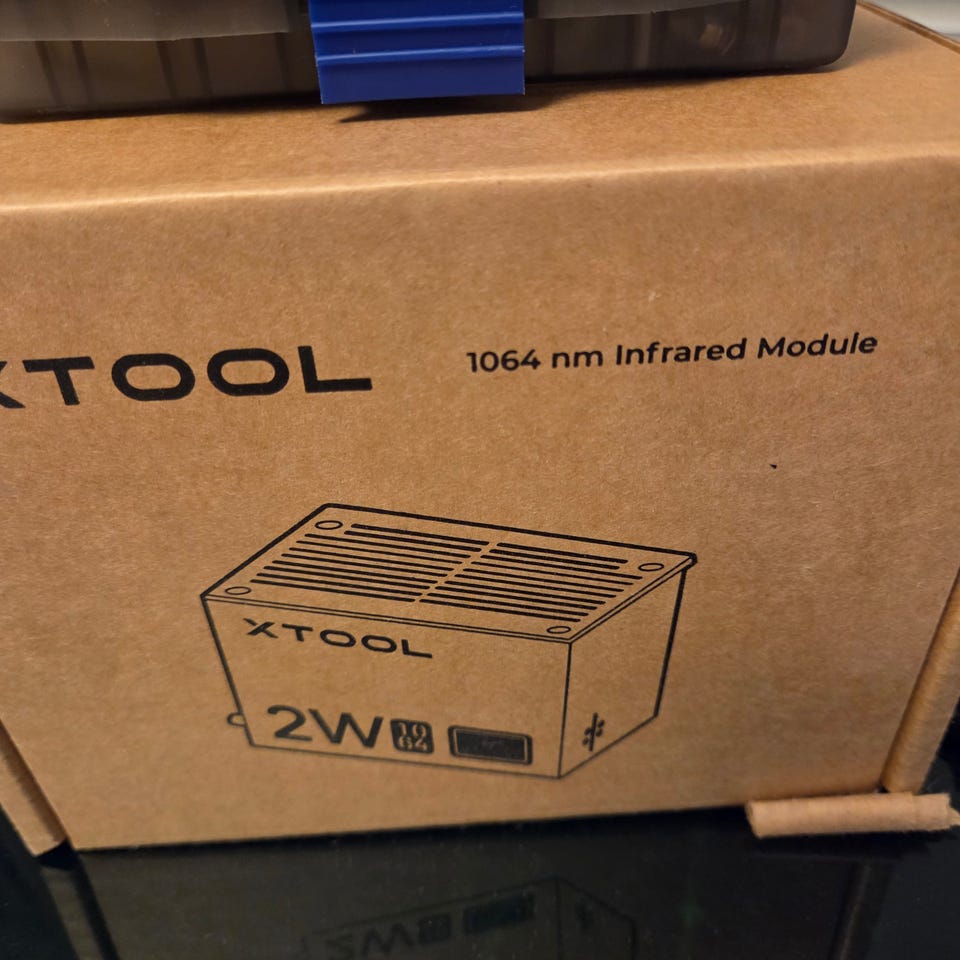 XTOOL
1064 nm Infrared Module
XTOOL
2W
10
64